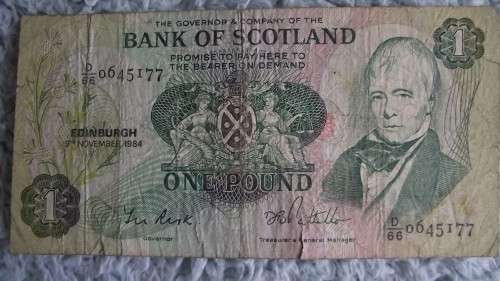 THE GOVERNOR & COMPANY OF THE
BANK OF SCOTLAND
PROMISE TO PAY HERE TO
THE BEARER ON DEMAND
1
D/66 0645177
EDINBURGH
9TH NOVEMBER, 1984
ONE POUND
1
Governor
Treasurer & General Manager
D/66 0645177